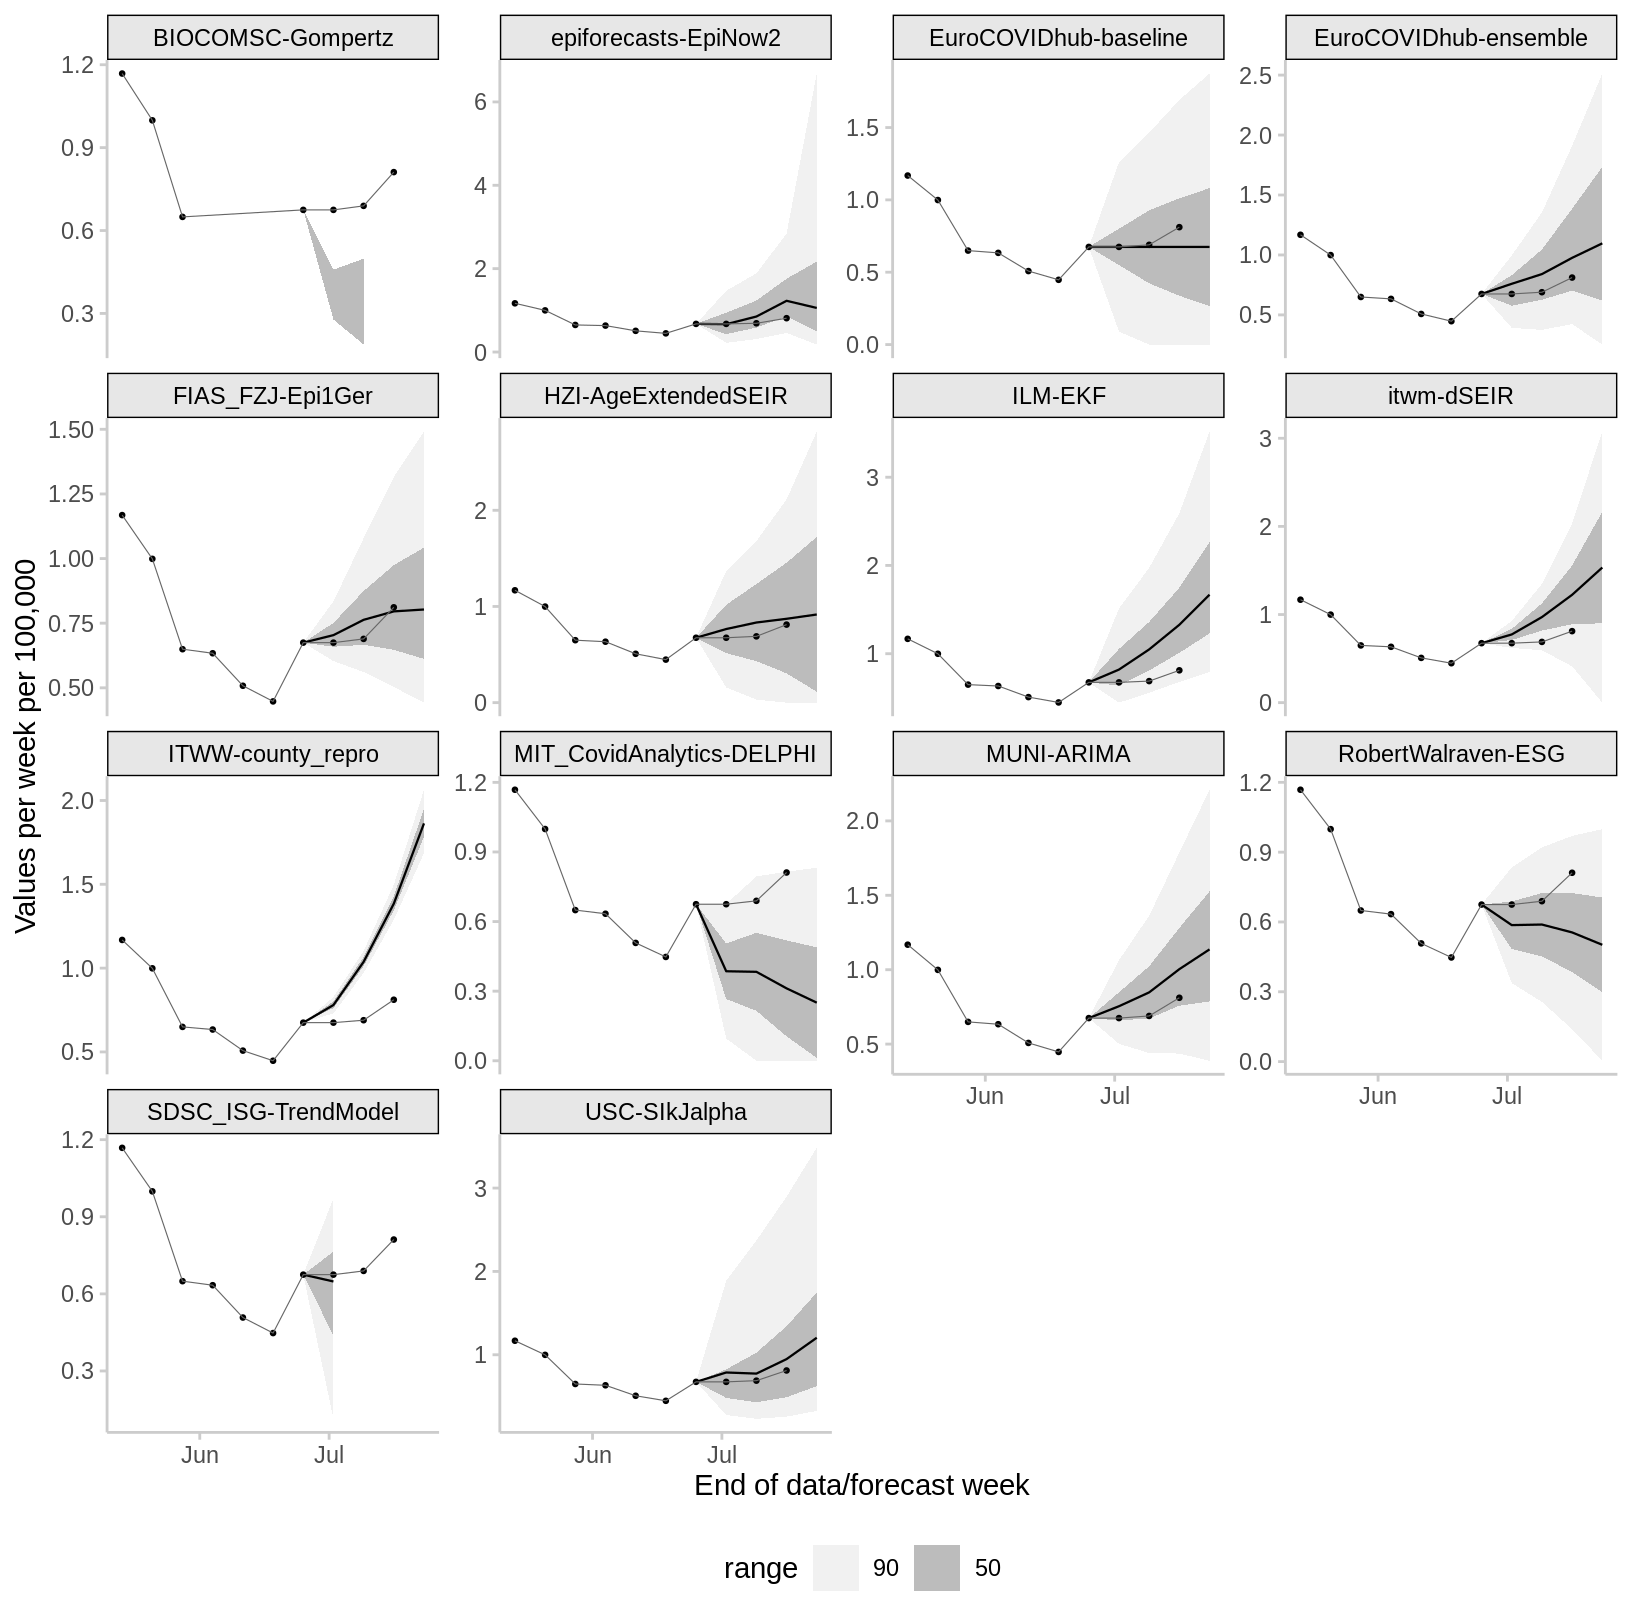 BIOCOMSC-Gompertz
epiforecasts-EpiNow2
EuroCOVIDhub-baseline
EuroCOVIDhub-ensemble
1.2
0.9
0.6
0.3
6
4
2
0
1.5
1.0
0.5
0.0
2.5
2.0
1.5
1.0
0.5
FIAS_FZJ-Epi1Ger
HZI-AgeExtendedSEIR
ILM-EKF
itwm-dSEIR
1.50
1.25
1.00
0.75
0.50
2
1
0
3
2
1
3
2
1
0
Values per week per 100,000
ITWW-county_repro
MIT_CovidAnalytics-DELPHI
MUNI-ARIMA
RobertWalraven-ESG
2.0
1.5
1.0
0.5
1.2
0.9
0.6
0.3
0.0
2.0
1.5
1.0
0.5
1.2
0.9
0.6
0.3
0.0
Jun
Jul
Jun
Jul
SDSC_ISG-TrendModel
USC-SIkJalpha
1.2
0.9
0.6
0.3
3
2
1
Jun
Jul
Jun
Jul
End of data/forecast week
range
90
50